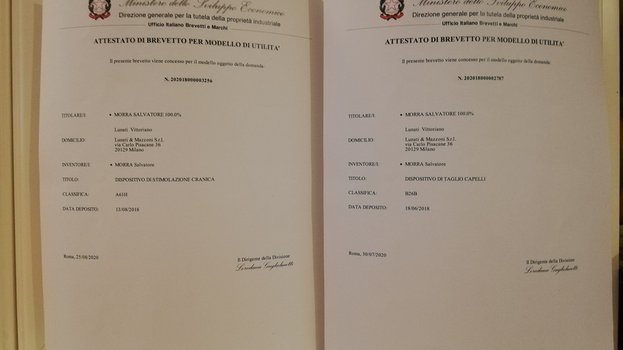 Ministero dello Sviluppo Economico
Direzione generale per la tutela della proprietà industriale
Ufficio Italiano Brevetti e Marchi
ATTESTATO DI BREVETTO PER MODELLO DI UTILITA'
Il presente brevetto viene concesso per il modello oggetto della domanda:
N. 202018000003256
TITOLARE/I: • MORRA SALVATORE 100.0%
Lunati Vittoriano
DOMICILIO: Lunati & Mazzoni S.r.l.
via Carlo Pisacane 36
20129 Milano
INVENTORE/I • MORRA Salvatore
TITOLO: DISPOSITIVO DI STIMOLAZIONE CRANICA
CLASSIFICA: A61H
DATA DEPOSITO: 13/08/2018
Roma, 25/08/2020
Il Dirigente della Divisione
Loredana Guglielmetti
Ministero dello Sviluppo Economico
Direzione generale per la tutela della proprietà industriale
Ufficio Italiano Brevetti e Marchi
ATTESTATO DI BREVETTO PER MODELLO DI UTILITA'
Il presente brevetto viene concesso per il modello oggetto della domanda:
N. 202018000002787
TITOLARE/I: • MORRA SALVATORE 100.0%
Lunati Vittoriano
DOMICILIO: Lunati & Mazzoni S.r.l.
via Carlo Pisacane 36
20129 Milano
INVENTORE/I • MORRA Salvatore
TITOLO: DISPOSITIVO DI TAGLIO CAPELLI
CLASSIFICA: B26B
DATA DEPOSITO: 18/06/2018
Roma, 30/07/2020
Il Dirigente della Divisione
Loredana Guglielmetti